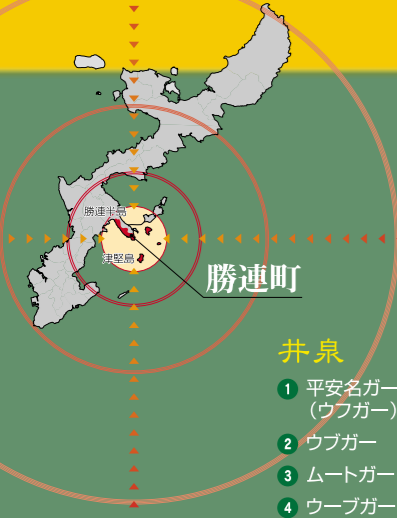 勝連半島
津堅島
勝連町
井泉
1 平安名ガー
（ウフガー）
2 ウブガー
3 ムートガー
4 ウーブガー